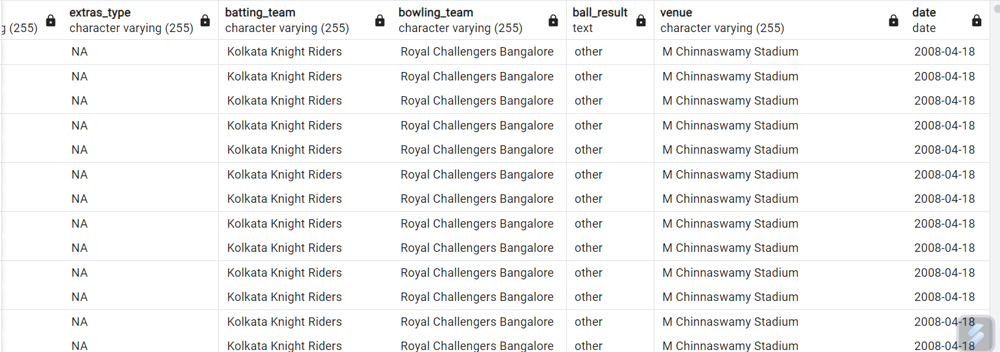 extras_type batting_team bowling_team ball_result venue date
g (255) character varying (255) character varying (255) character varying (255) text character varying (255) date
NA Kolkata Knight Riders Royal Challengers Bangalore other M Chinnaswamy Stadium 2008-04-18
NA Kolkata Knight Riders Royal Challengers Bangalore other M Chinnaswamy Stadium 2008-04-18
NA Kolkata Knight Riders Royal Challengers Bangalore other M Chinnaswamy Stadium 2008-04-18
NA Kolkata Knight Riders Royal Challengers Bangalore other M Chinnaswamy Stadium 2008-04-18
NA Kolkata Knight Riders Royal Challengers Bangalore other M Chinnaswamy Stadium 2008-04-18
NA Kolkata Knight Riders Royal Challengers Bangalore other M Chinnaswamy Stadium 2008-04-18
NA Kolkata Knight Riders Royal Challengers Bangalore other M Chinnaswamy Stadium 2008-04-18
NA Kolkata Knight Riders Royal Challengers Bangalore other M Chinnaswamy Stadium 2008-04-18
NA Kolkata Knight Riders Royal Challengers Bangalore other M Chinnaswamy Stadium 2008-04-18
NA Kolkata Knight Riders Royal Challengers Bangalore other M Chinnaswamy Stadium 2008-04-18
NA Kolkata Knight Riders Royal Challengers Bangalore other M Chinnaswamy Stadium 2008-04-18
NA Kolkata Knight Riders Royal Challengers Bangalore other M Chinnaswamy Stadium 2008-04-18
NA Kolkata Knight Riders Royal Challengers Bangalore other M Chinnaswamy Stadium 2008-04-18